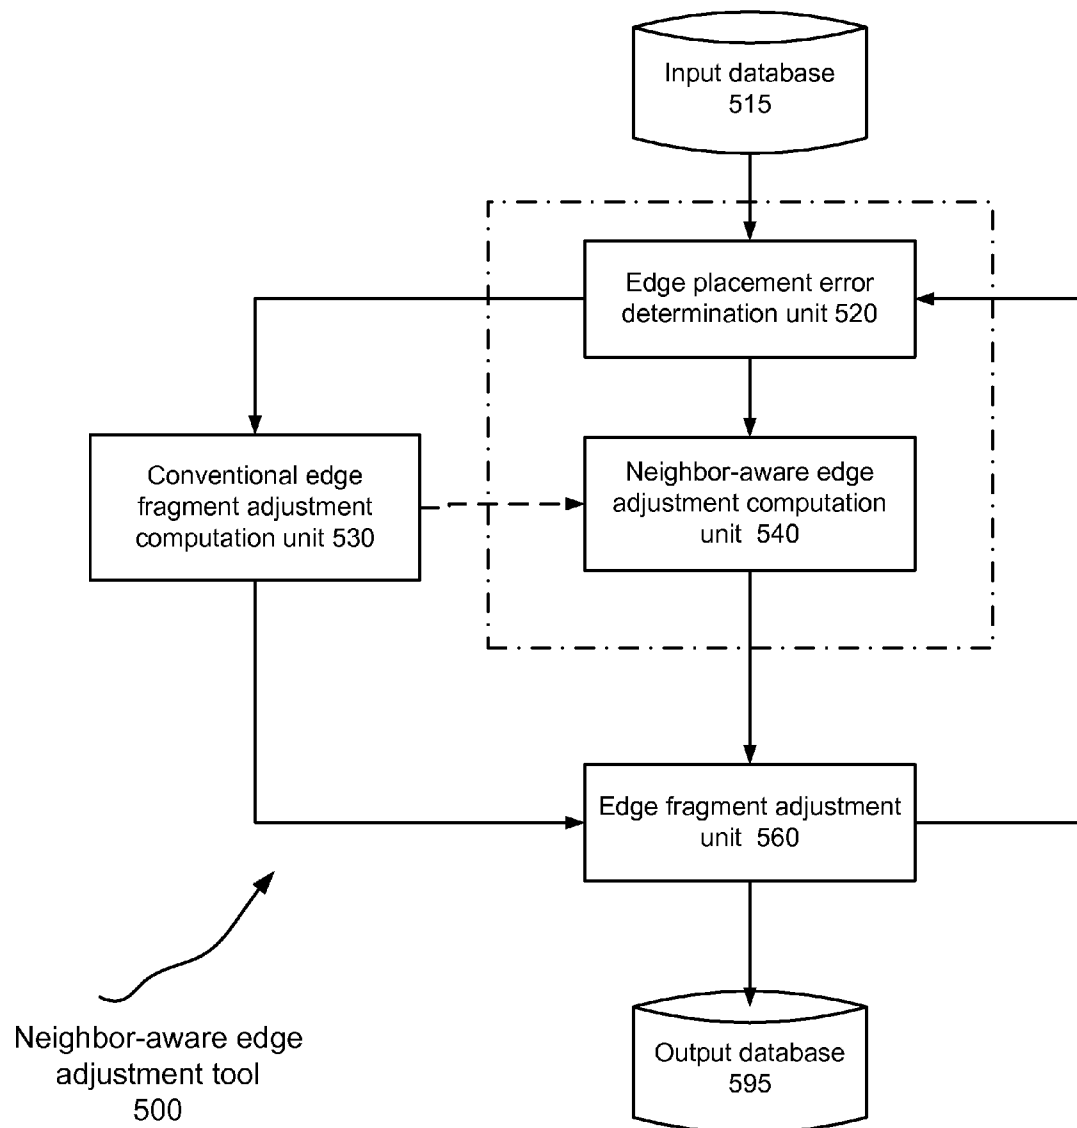 Input database
515
Edge placement error
determination unit 520
Conventional edge
fragment adjustment
computation unit 530
Neighbor-aware edge
adjustment computation
unit 540
Edge fragment adjustment
unit 560
Neighbor-aware edge
adjustment tool
500
Output database
595